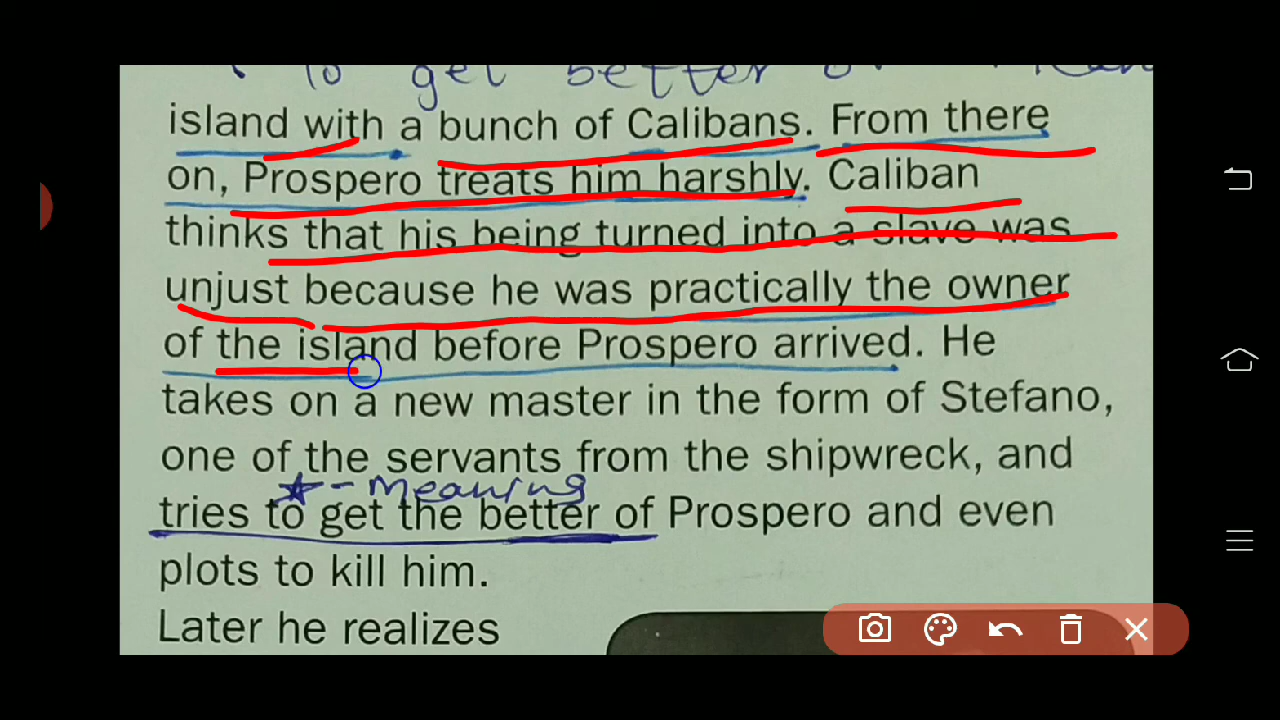 To get better
island with a bunch of Calibans. From there
on, Prospero treats him harshly. Caliban
thinks that his being turned into a slave was
unjust because he was practically the owner
of the island before Prospero arrived. He
takes on a new master in the form of Stefano,
one of the servants from the shipwreck, and
★-Meaning
tries to get the better of Prospero and even
plots to kill him.
Later he realizes